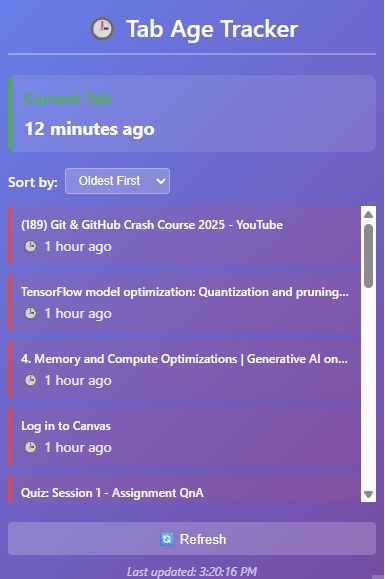 Tab Age Tracker
Current Tab
12 minutes ago
Sort by: Oldest First
(189) Git & GitHub Crash Course 2025 - YouTube
1 hour ago
TensorFlow model optimization: Quantization and pruning...
1 hour ago
4. Memory and Compute Optimizations | Generative AI on...
1 hour ago
Log in to Canvas
1 hour ago
Quiz: Session 1 - Assignment QnA
Refresh
Last updated: 3:20:16 PM